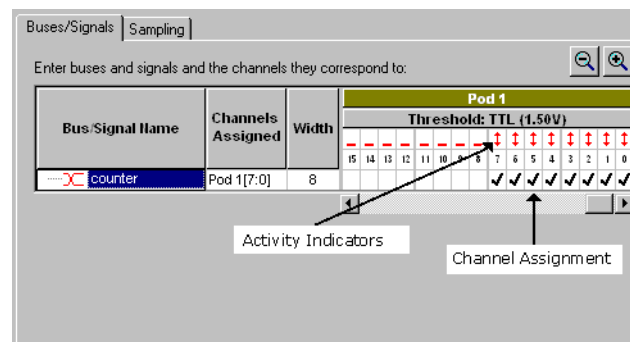 Buses/Signals Sampling
Enter buses and signals and the channels they correspond to:
Pod 1
Bus/Signal Name Channels Assigned Width Threshold: TTL (1.50V)
15 14 13 12 11 10 9 8 7 6 5 4 3 2 1 0
counter Pod 1[7:0] 8
Activity Indicators
Channel Assignment